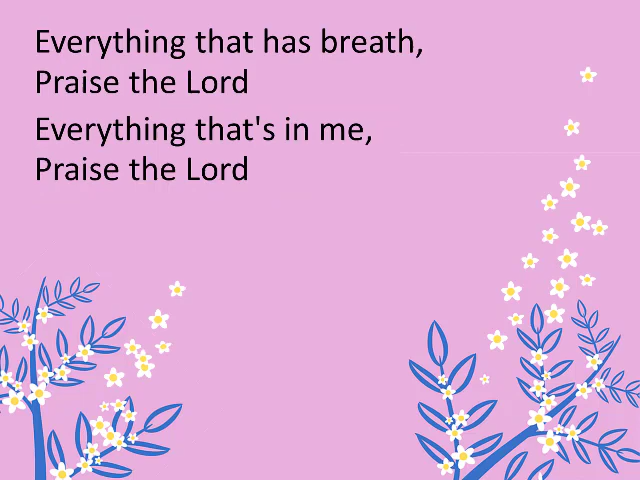 Everything that has breath,
Praise the Lord
Everything that's in me,
Praise the Lord